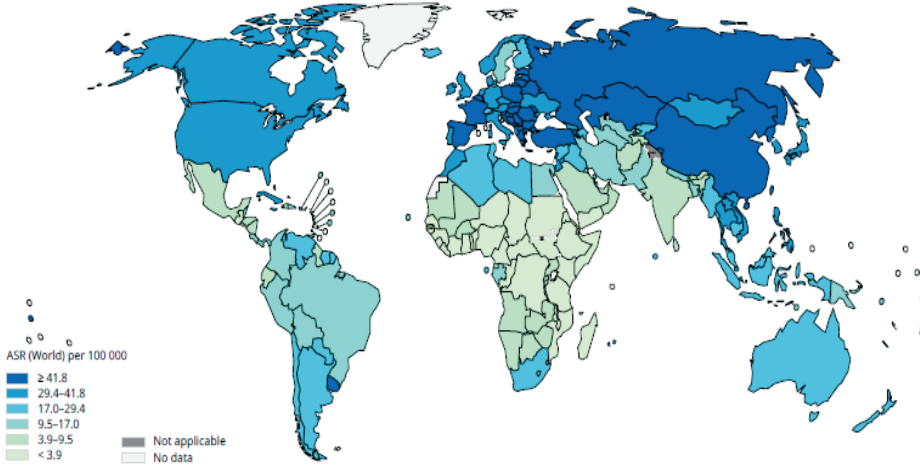 ASR (World) per 100 000
≥ 41.8
29.4–41.8
17.0–29.4
9.5–17.0
3.9–9.5
< 3.9
Not applicable
No data